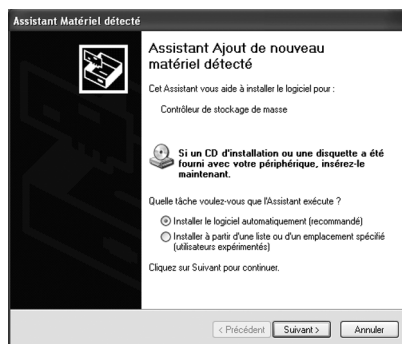 Assistant Matériel détecté
Assistant Ajout de nouveau
matériel détecté
Cet Assistant vous aide à installer le logiciel pour :
Contrôleur de stockage de masse
Si un CD d'installation ou une disquette a été
fourni avec votre périphérique, insérez-le
maintenant.
Quelle tâche voulez-vous que l'Assistant exécute ?
Installer le logiciel automatiquement (recommandé)
Installer à partir d'une liste ou d'un emplacement spécifié
(utilisateurs expérimentés)
Cliquez sur Suivant pour continuer.
< Précédent Suivant > Annuler